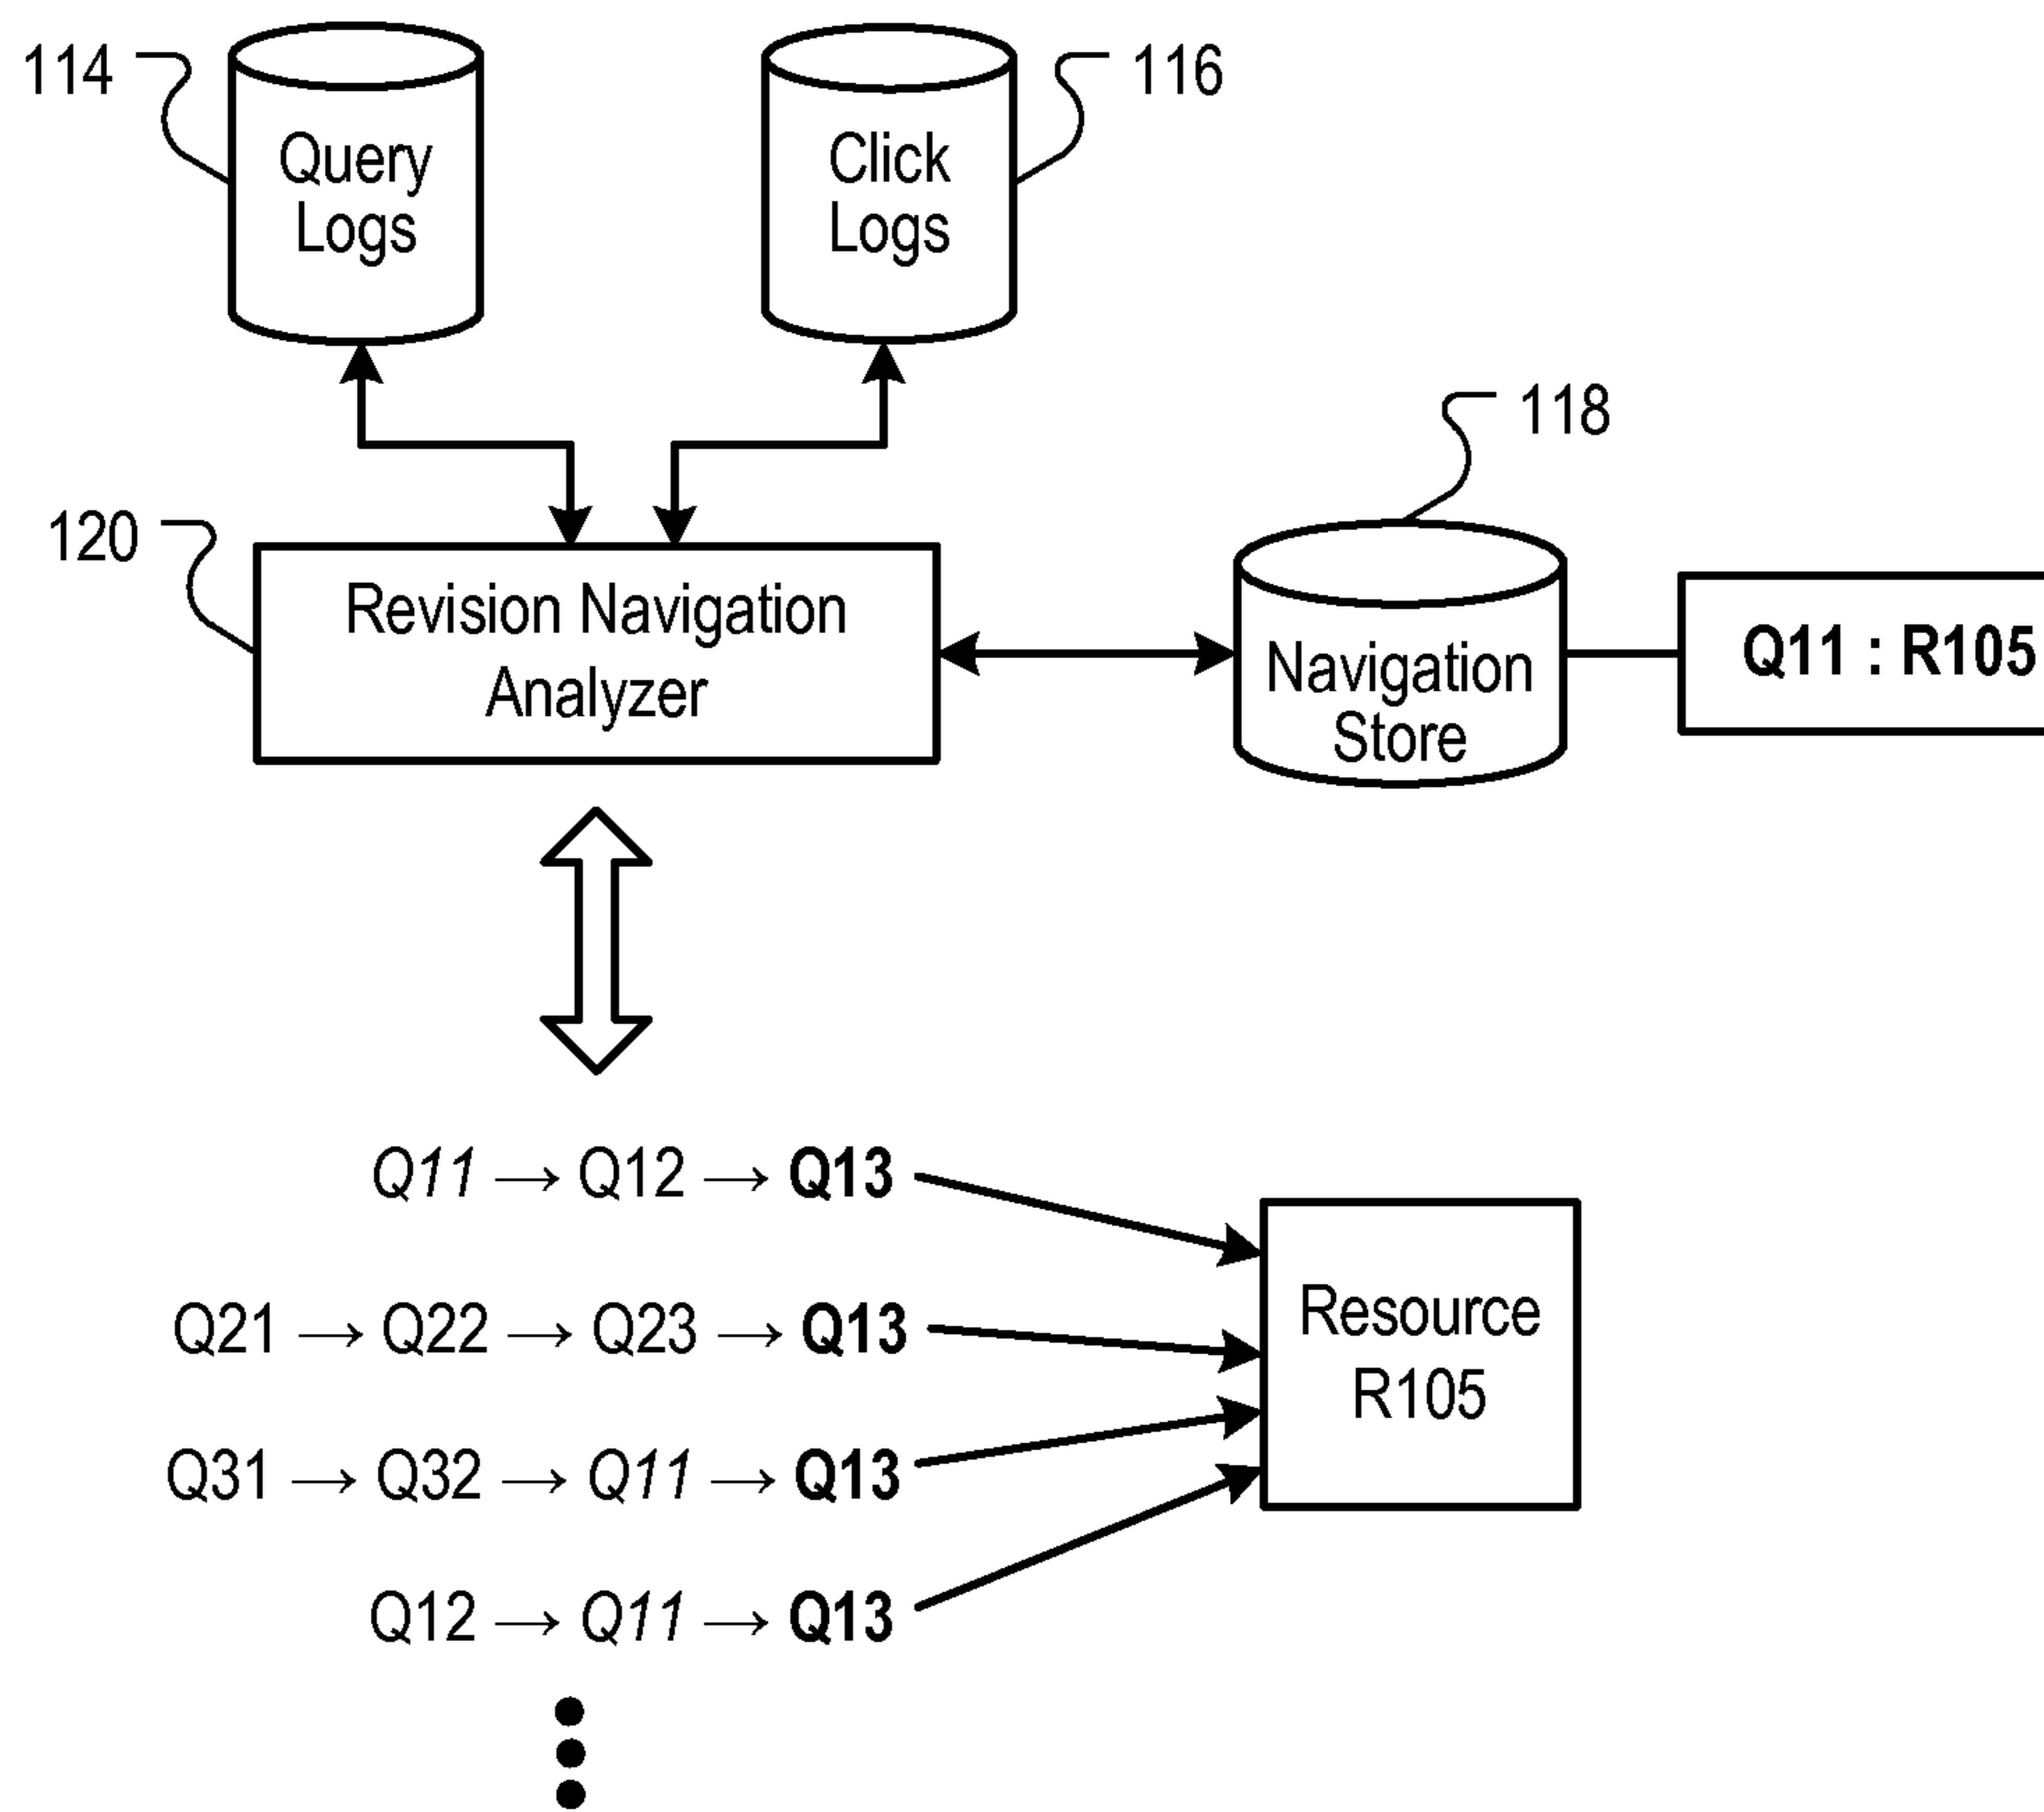 114
116
Query
Logs
Click
Logs
118
120
Revision Navigation
Analyzer
Navigation
Store
Q11 : R105
Q11 → Q12 → Q13
Q21 → Q22 → Q23 → Q13
Q31 → Q32 → Q11 → Q13
Q12 → Q11 → Q13
Resource
R105